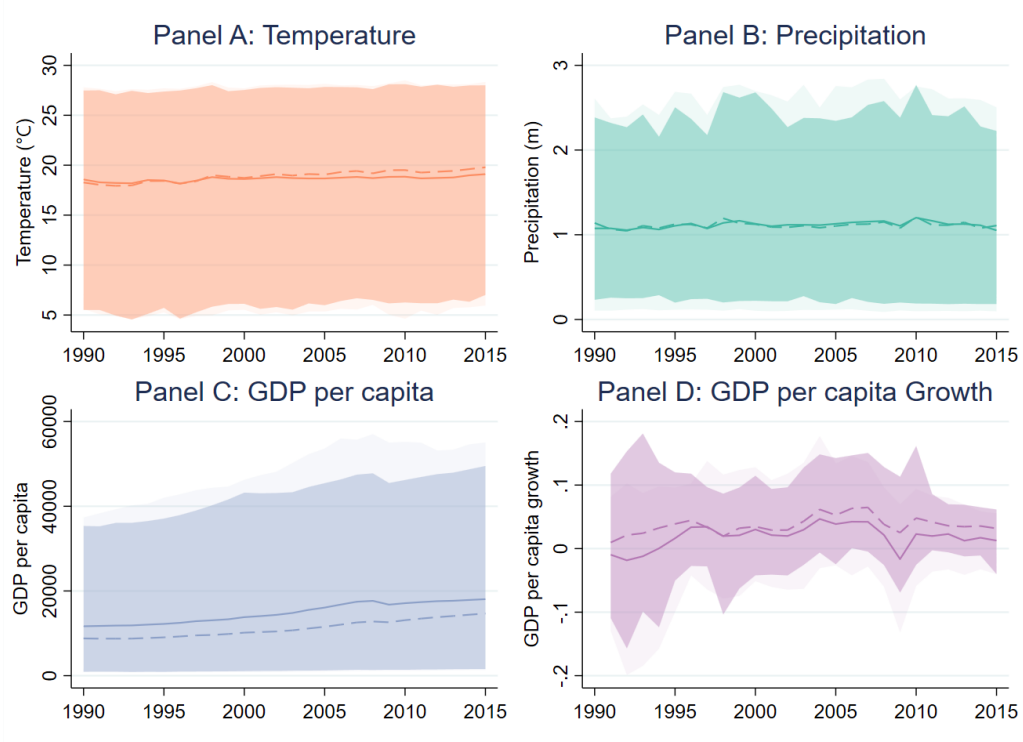 Panel A: Temperature
Temperature (°C)
30
25
20
15
10
5
1990 1995 2000 2005 2010 2015
Panel B: Precipitation
Precipitation (m)
3
2
1
0
1990 1995 2000 2005 2010 2015
Panel C: GDP per capita
GDP per capita
60000
40000
20000
0
1990 1995 2000 2005 2010 2015
Panel D: GDP per capita Growth
GDP per capita growth
.2
.1
0
-.1
-.2
1990 1995 2000 2005 2010 2015